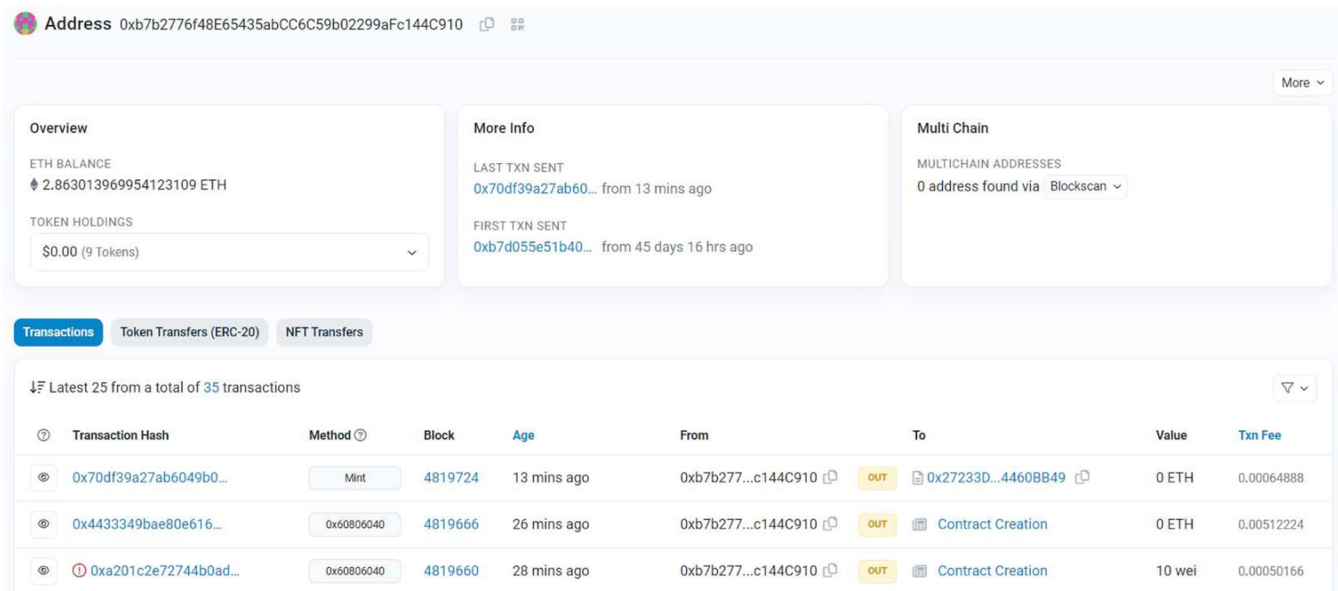 Address 0xb7b2776f48E65435abCC6C59b02299aFc144C910
More
Overview
ETH BALANCE
2.863013969954123109 ETH
TOKEN HOLDINGS
$0.00 (9 Tokens)
More Info
LAST TXN SENT
0x70df39a27ab60... from 13 mins ago
FIRST TXN SENT
0xb7d055e51b40... from 45 days 16 hrs ago
Multi Chain
MULTICHAIN ADDRESSES
0 address found via Blockscan
Transactions Token Transfers (ERC-20) NFT Transfers
Latest 25 from a total of 35 transactions
Transaction Hash Method Block Age From To Value Txn Fee
0x70df39a27ab6049b0... Mint 4819724 13 mins ago 0xb7b277...c144C910 OUT 0x27233D...4460BB49 0 ETH 0.00064888
0x4433349bae80e616... 0x60806040 4819666 26 mins ago 0xb7b277...c144C910 OUT Contract Creation 0 ETH 0.00512224
0xa201c2e72744b0ad... 0x60806040 4819660 28 mins ago 0xb7b277...c144C910 OUT Contract Creation 10 wei 0.00050166